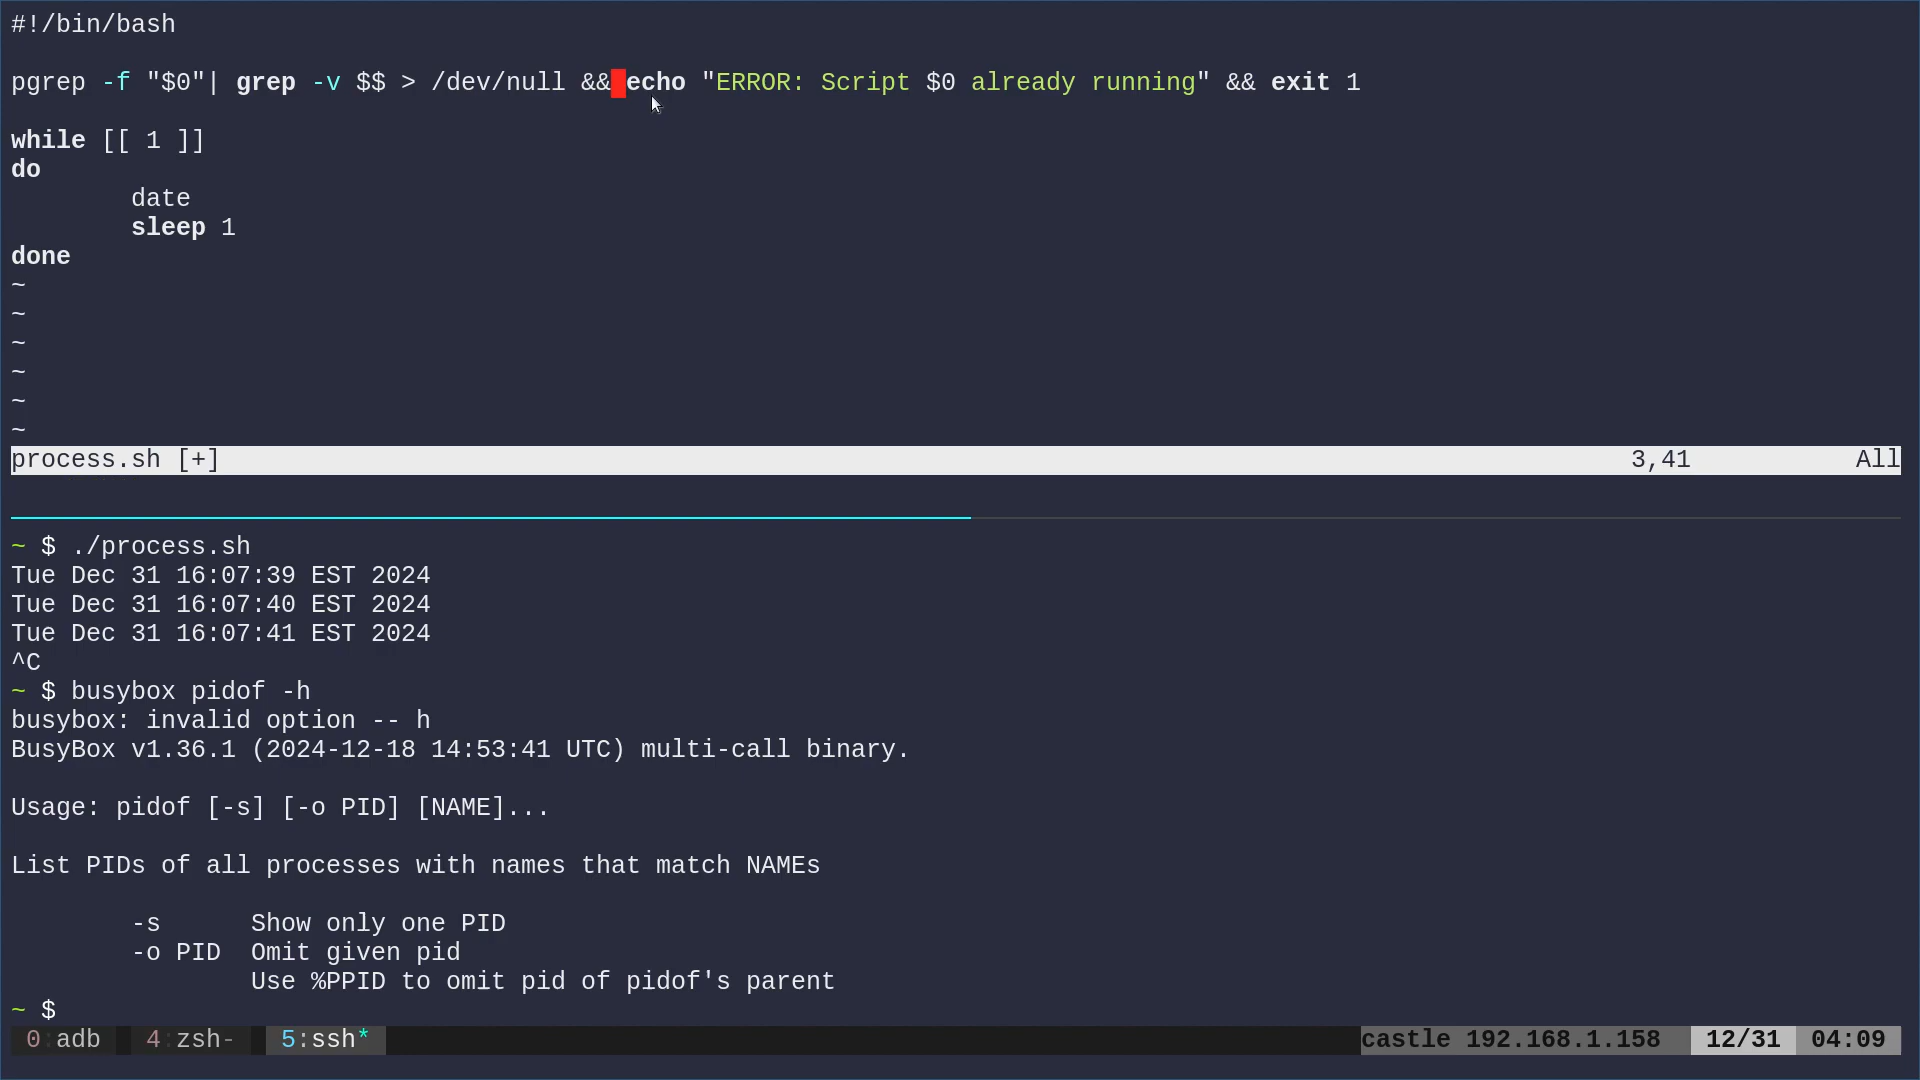 #!/bin/bash
pgrep -f "$0"| grep -v $$ > /dev/null && echo "ERROR: Script $0 already running" && exit 1
while [[ 1 ]]
do
        date
        sleep 1
done
~
~
~
~
~
~
process.sh [+] 3,41 All
~ $ ./process.sh
Tue Dec 31 16:07:39 EST 2024
Tue Dec 31 16:07:40 EST 2024
Tue Dec 31 16:07:41 EST 2024
^C
~ $ busybox pidof -h
busybox: invalid option -- h
BusyBox v1.36.1 (2024-12-18 14:53:41 UTC) multi-call binary.
Usage: pidof [-s] [-o PID] [NAME]...
List PIDs of all processes with names that match NAMEs
        -s      Show only one PID
        -o PID  Omit given pid
                Use %PPID to omit pid of pidof's parent
~ $
0:adb 4:zsh- 5:ssh* castle 192.168.1.158 12/31 04:09